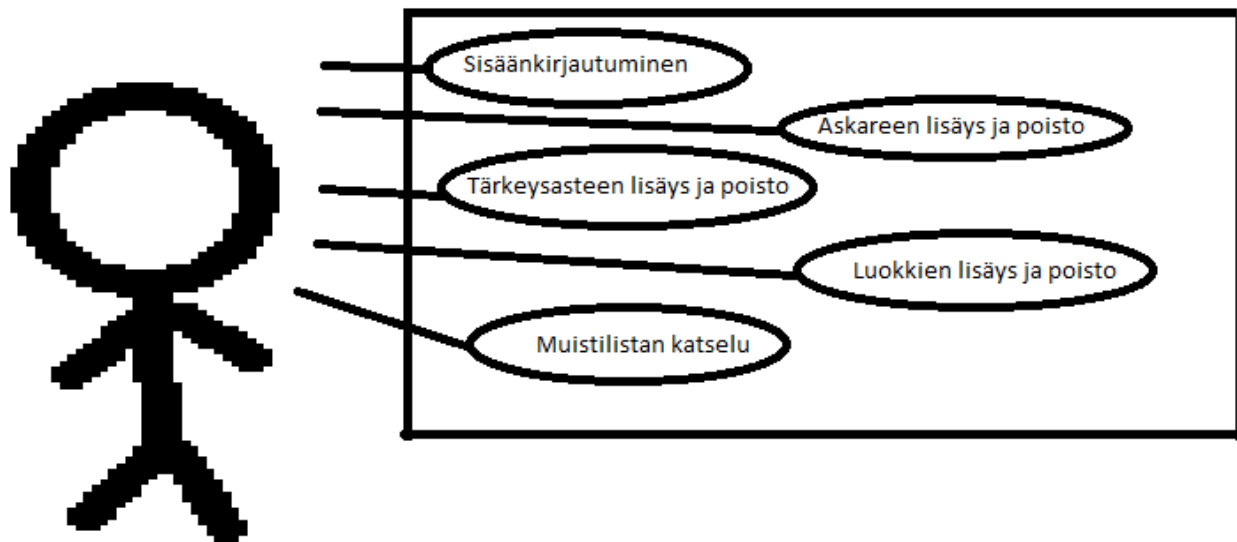 Sisäänkirjautuminen
Askareen lisäys ja poisto
Tärkeysasteen lisäys ja poisto
Luokkien lisäys ja poisto
Muistilistan katselu